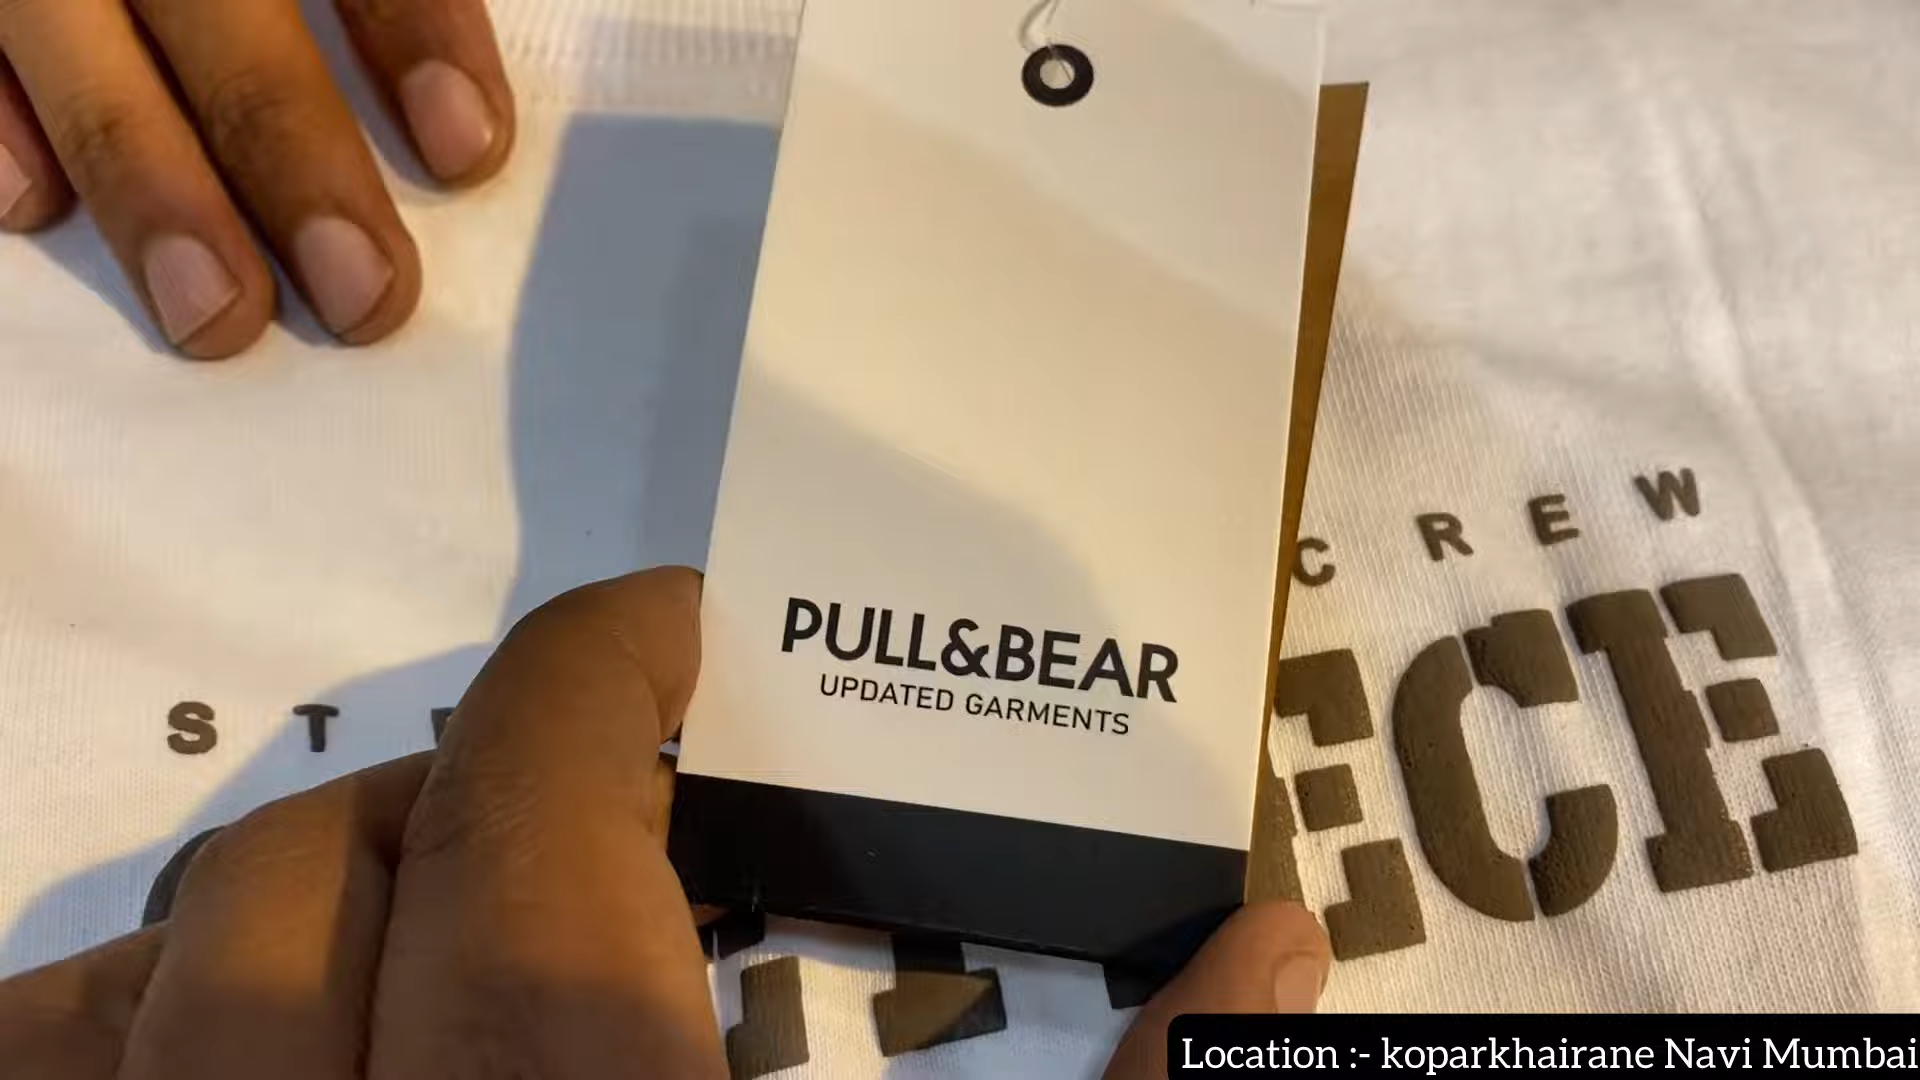 CREW
ECE
PULL&BEAR
UPDATED GARMENTS
S T
Location :- koparkhairane Navi Mumbai